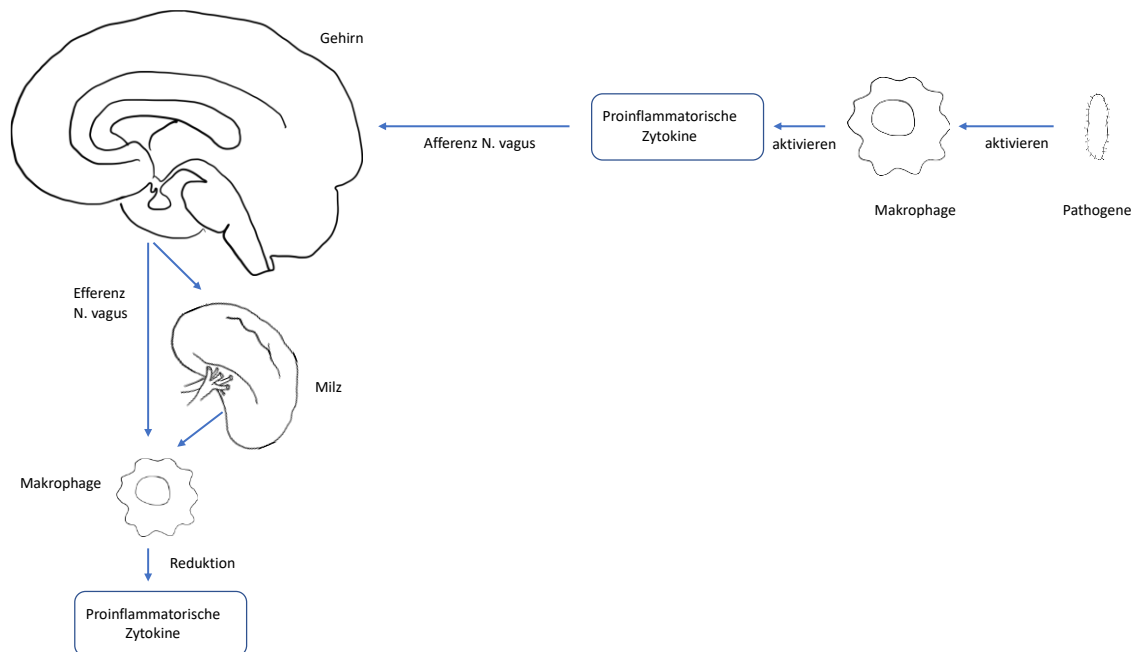 Gehirn
Proinflammatorische
Zytokine
Afferenz N. vagus
aktivieren
aktivieren
Makrophage
Pathogene
Efferenz
N. vagus
Milz
Makrophage
Reduktion
Proinflammatorische
Zytokine